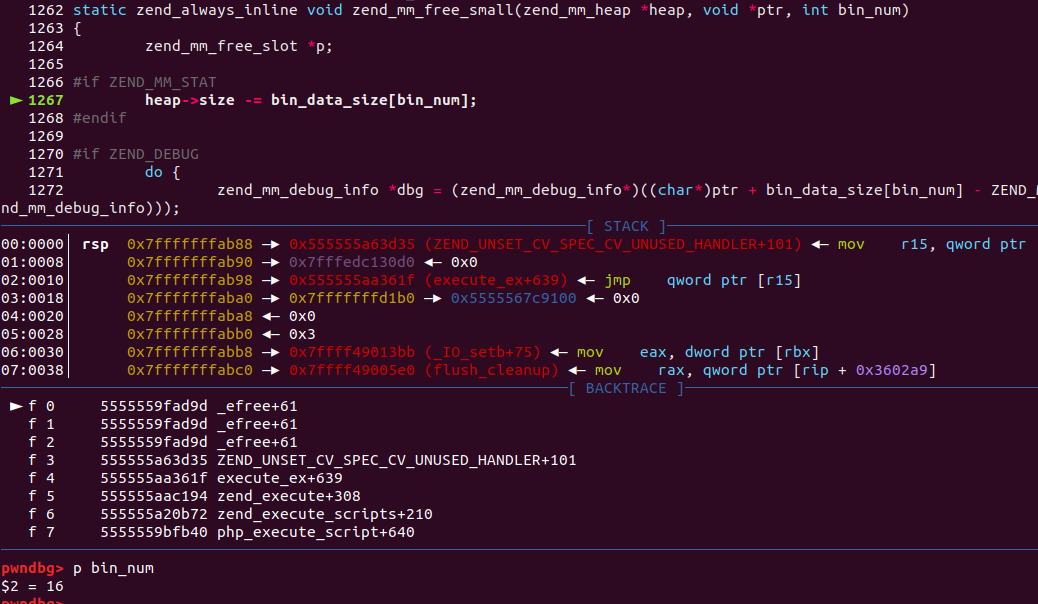 1262 static zend_always_inline void zend_mm_free_small(zend_mm_heap *heap, void *ptr, int bin_num)
1263 {
1264         zend_mm_free_slot *p;
1265
1266 #if ZEND_MM_STAT
► 1267         heap->size -= bin_data_size[bin_num];
1268 #endif
1269
1270 #if ZEND_DEBUG
1271         do {
1272                 zend_mm_debug_info *dbg = (zend_mm_debug_info*)((char*)ptr + bin_data_size[bin_num] - ZEND_M
nd_mm_debug_info)));
[ STACK ]
00:0000│ rsp  0x7fffffffab88 —▸ 0x555555a63d35 (ZEND_UNSET_CV_SPEC_CV_UNUSED_HANDLER+101) ◂— mov    r15, qword ptr
01:0008│      0x7fffffffab90 —▸ 0x7fffedc130d0 ◂— 0x0
02:0010│      0x7fffffffab98 —▸ 0x555555aa361f (execute_ex+639) ◂— jmp    qword ptr [r15]
03:0018│      0x7fffffffaba0 —▸ 0x7fffffffd1b0 —▸ 0x5555567c9100 ◂— 0x0
04:0020│      0x7fffffffaba8 ◂— 0x0
05:0028│      0x7fffffffabb0 ◂— 0x3
06:0030│      0x7fffffffabb8 —▸ 0x7ffff49013bb (_IO_setb+75) ◂— mov    eax, dword ptr [rbx]
07:0038│      0x7fffffffabc0 —▸ 0x7ffff49005e0 (flush_cleanup) ◂— mov    rax, qword ptr [rip + 0x3602a9]
[ BACKTRACE ]
► f 0     5555559fad9d _efree+61
f 1     5555559fad9d _efree+61
f 2     5555559fad9d _efree+61
f 3     555555a63d35 ZEND_UNSET_CV_SPEC_CV_UNUSED_HANDLER+101
f 4     555555aa361f execute_ex+639
f 5     555555aac194 zend_execute+308
f 6     555555a20b72 zend_execute_scripts+210
f 7     5555559bfb40 php_execute_script+640
pwndbg> p bin_num
$2 = 16
pwndbg>